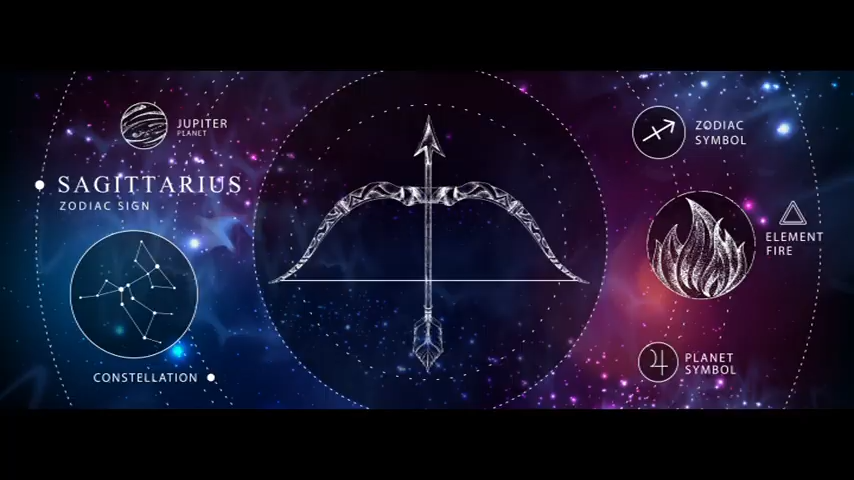 JUPITER
PLANET
SAGITTARIUS
ZODIAC SIGN
CONSTELLATION
ZODIAC
SYMBOL
ELEMENT
FIRE
PLANET
SYMBOL